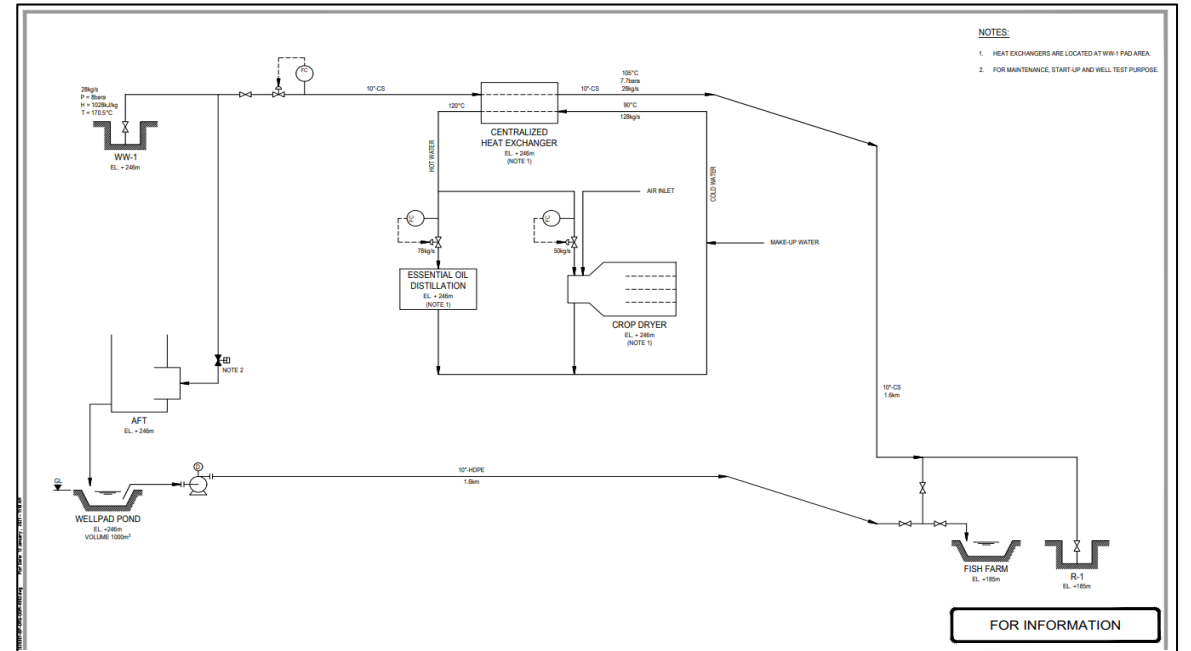 NOTES:
1. HEAT EXCHANGERS ARE LOCATED AT WW-1 PAD AREA.
2. FOR MAINTENANCE, START-UP AND WELL TEST PURPOSE.
28kg/s
P = 8bara
H = 1028kJ/kg
T = 170.5°C
WW-1
EL. + 246m
FC
10"-CS
120°C
CENTRALIZED
HEAT EXCHANGER
EL. + 246m
(NOTE 1)
10"-CS
105°C
7.7bara
28kg/s
90°C
128kg/s
HOT WATER
COLD WATER
AIR INLET
MAKE-UP WATER
FC
78kg/s
FC
50kg/s
ESSENTIAL OIL
DISTILLATION
EL. + 246m
(NOTE 1)
CROP DRYER
EL. + 246m
(NOTE 1)
NOTE 2
AFT
EL. + 246m
10"-CS
1.6km
D
10"-HDPE
1.6km
WELLPAD POND
EL. +246m
VOLUME 1000m³
FISH FARM
EL. +185m
R-1
EL. +185m
FOR INFORMATION